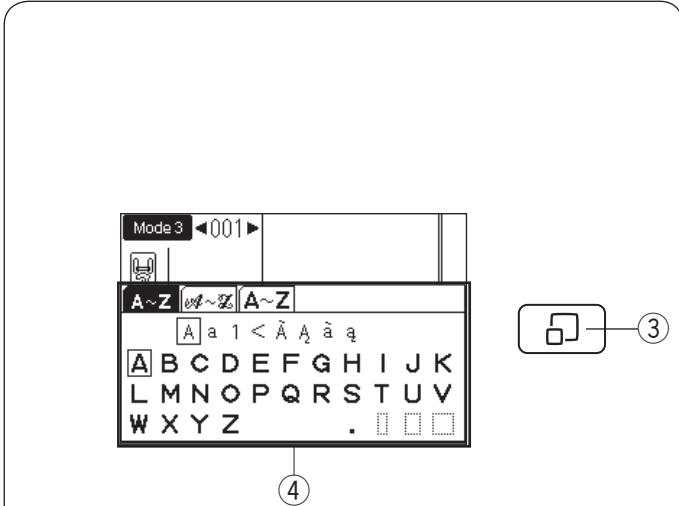 Mode 3 ◄001►
A~Z 𝒜~𝒵 A~Z
A a 1 < Ã Ą ã ą
A B C D E F G H I J K
L M N O P Q R S T U V
W X Y Z .
③
④